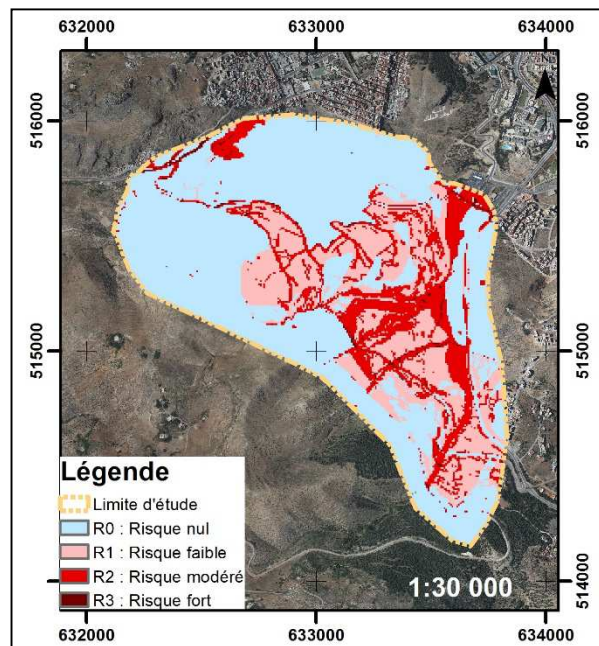 632000 633000 634000
516000 516000
515000 515000
Légende
Limite d'étude
R0 : Risque nul
R1 : Risque faible
R2 : Risque modéré
R3 : Risque fort
1:30 000
514000 514000
632000 633000 634000